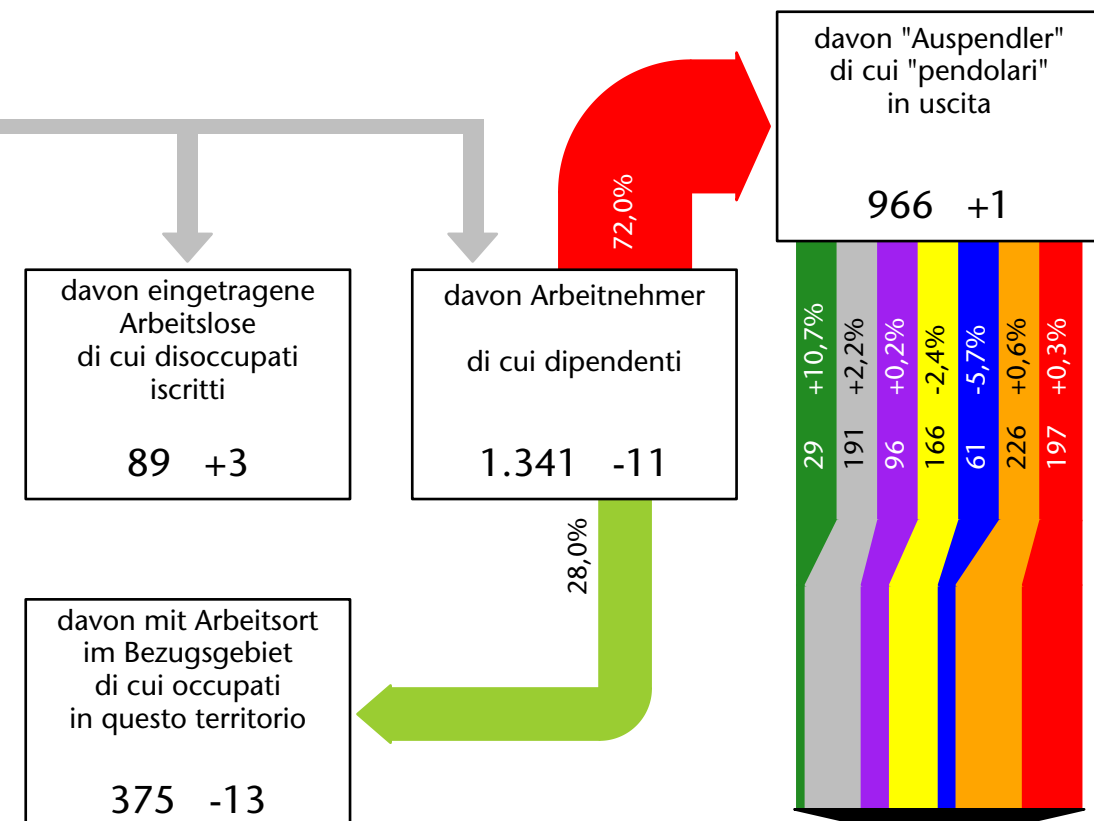 davon "Auspendler"
di cui "pendolari"
in uscita
966 +1
72,0%
davon eingetragene
Arbeitslose
di cui disoccupati
iscritti
89 +3
davon Arbeitnehmer
di cui dipendenti
1.341 -11
29 +10,7%
191 +2,2%
96 +0,2%
166 -2,4%
61 -5,7%
226 +0,6%
197 +0,3%
28,0%
davon mit Arbeitsort
im Bezugsgebiet
di cui occupati
in questo territorio
375 -13